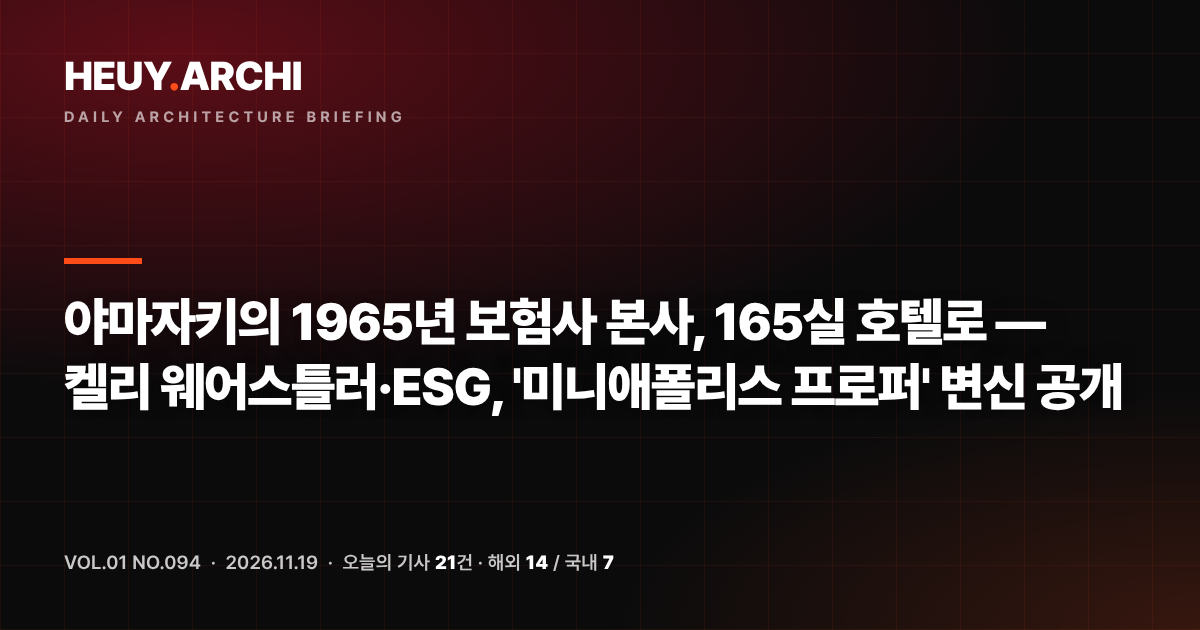 HEUY.ARCHI
DAILY ARCHITECTURE BRIEFING
야마자키의 1965년 보험사 본사, 165실 호텔로 —
켈리 웨어스틀러·ESG, '미니애폴리스 프로퍼' 변신 공개
VOL.01 NO.094 · 2026.11.19 · 오늘의 기사 21건 · 해외 14 / 국내 7